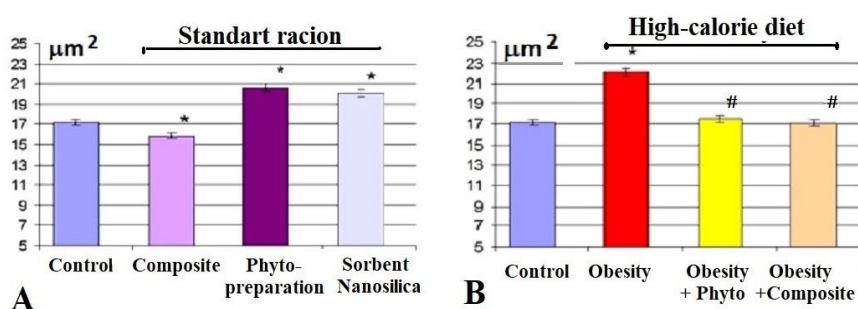 μm²
Standart racion
25
23
21
19
17
15
13
11
9
7
5
* * *
Control Composite Phyto-preparation Sorbent Nanosilica
A
μm²
High-calorie diet
25
23
21
19
17
15
13
11
9
7
5
* # #
Control Obesity Obesity + Phyto Obesity +Composite
B